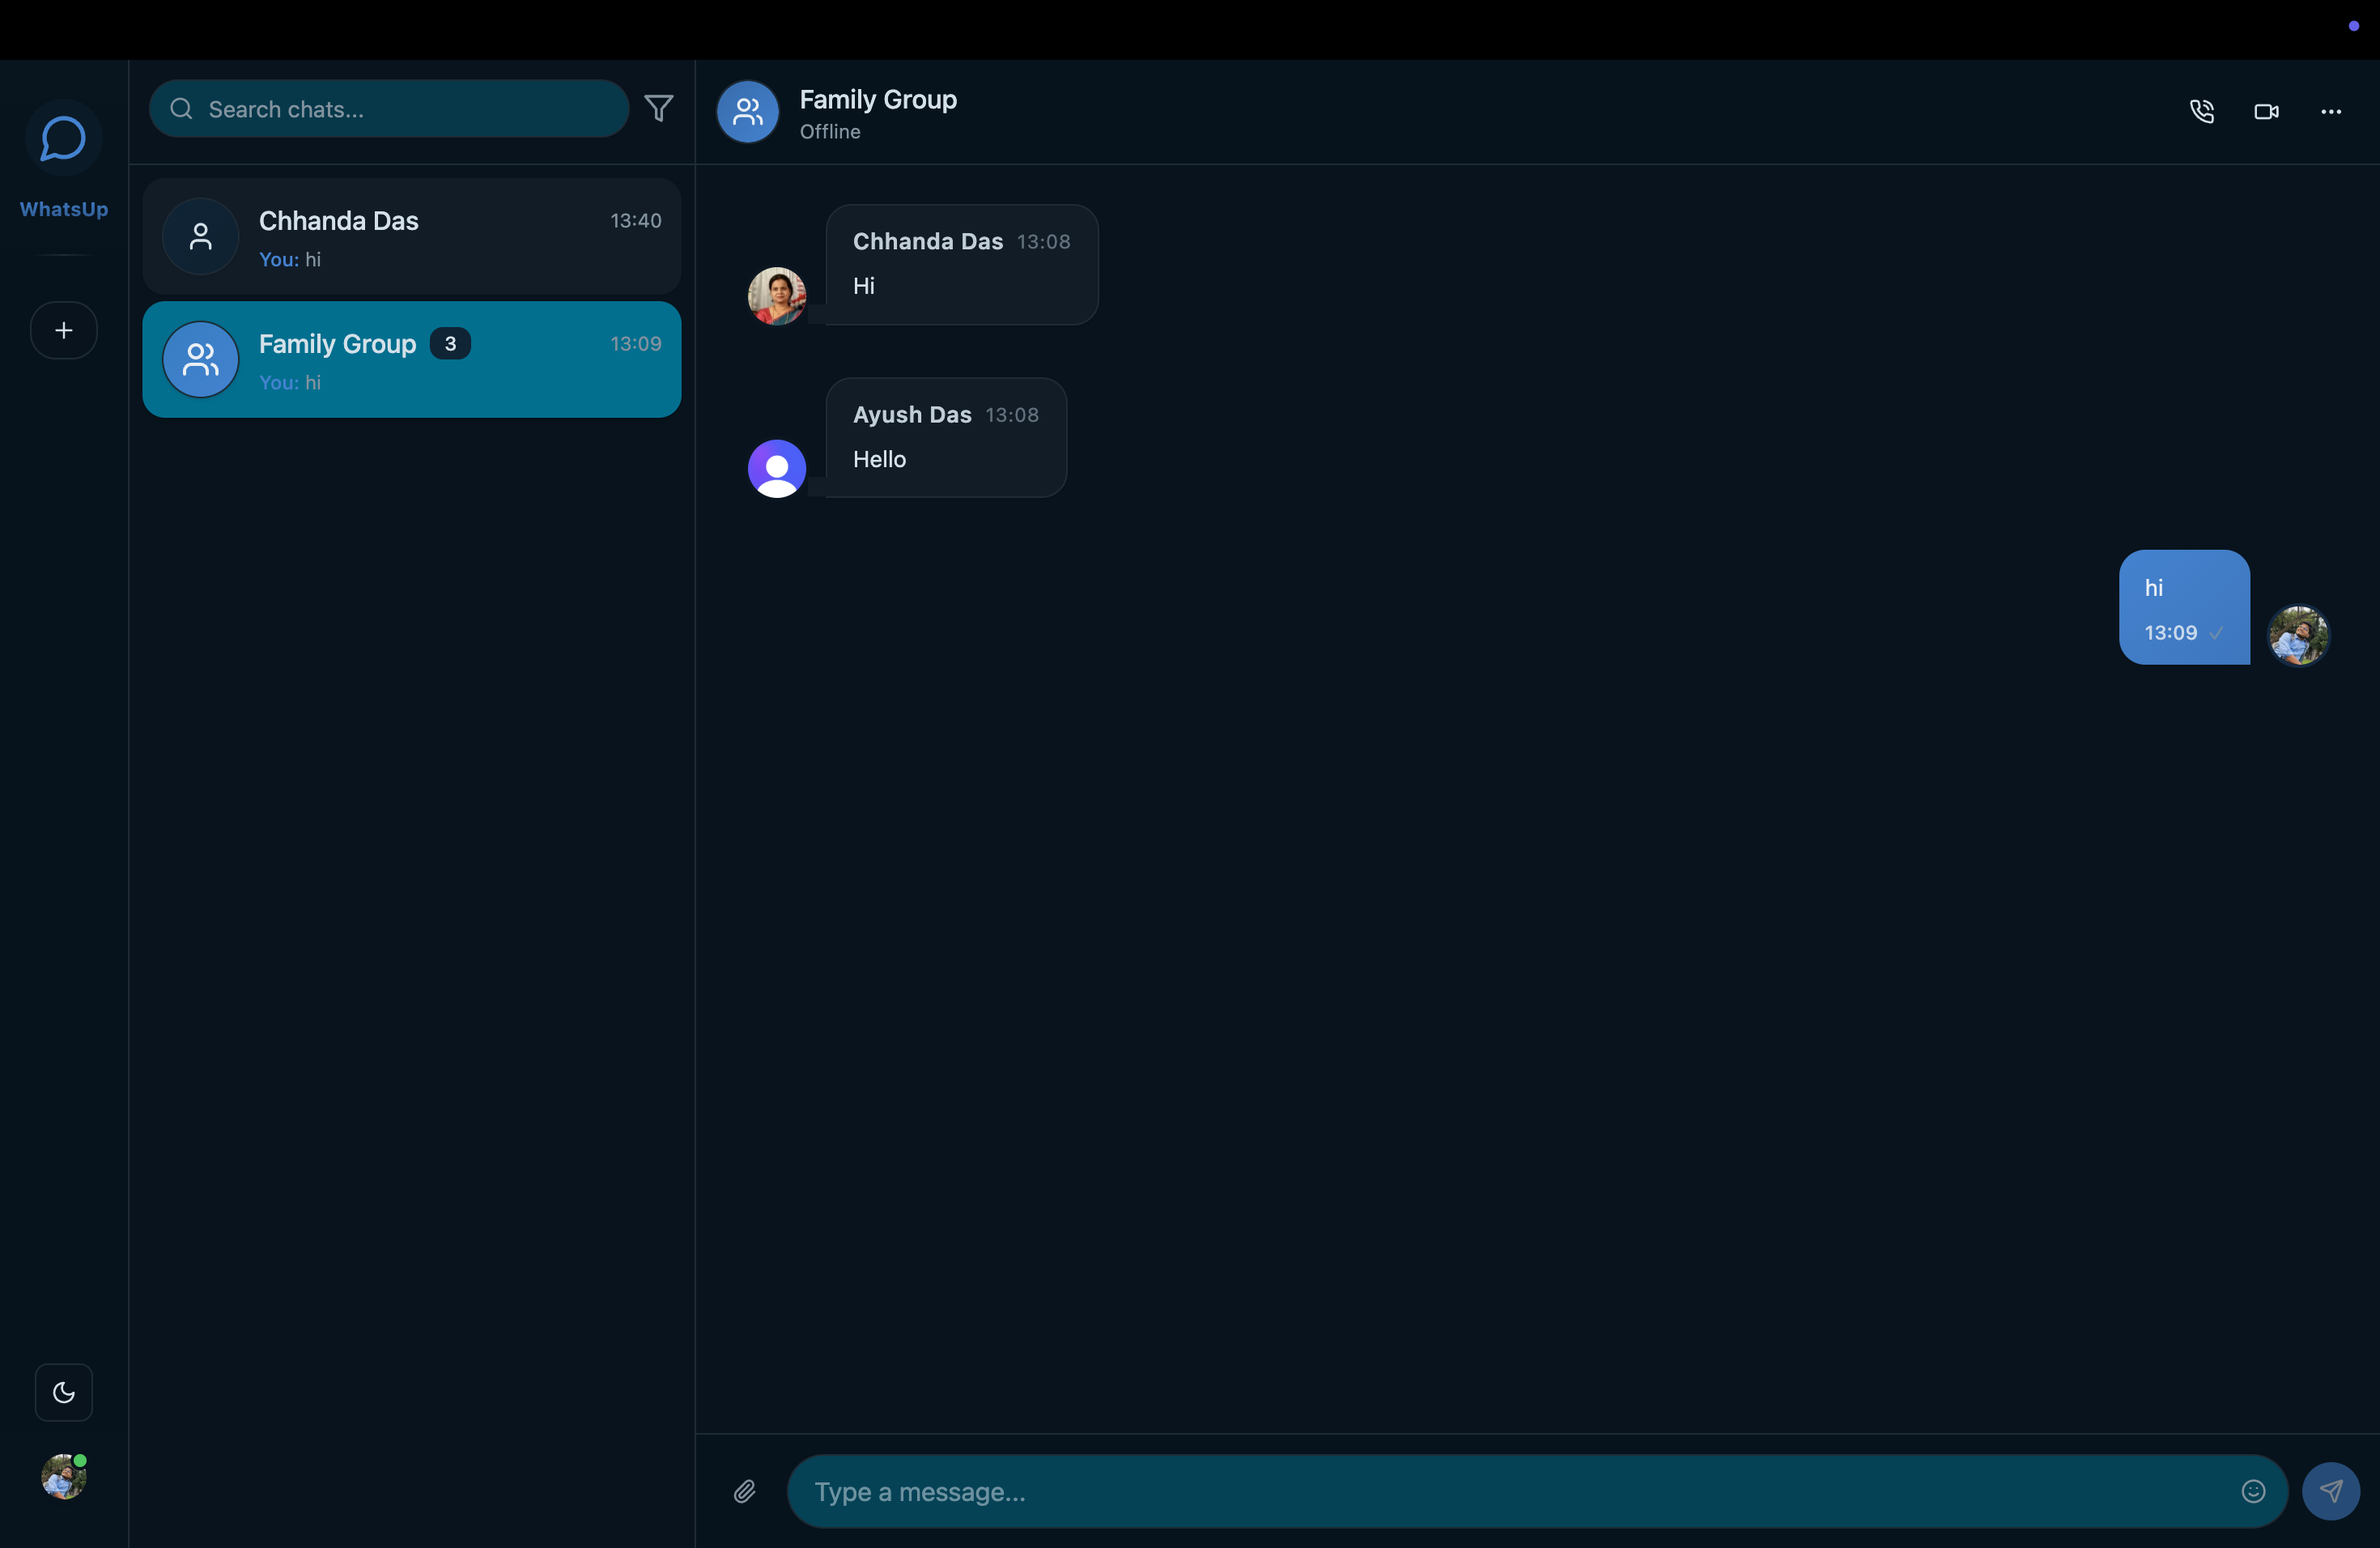 WhatsUp
Search chats...
Chhanda Das 13:40
You: hi
Family Group 3 13:09
You: hi
Family Group
Offline
Chhanda Das 13:08
Hi
Ayush Das 13:08
Hello
hi
13:09
Type a message...